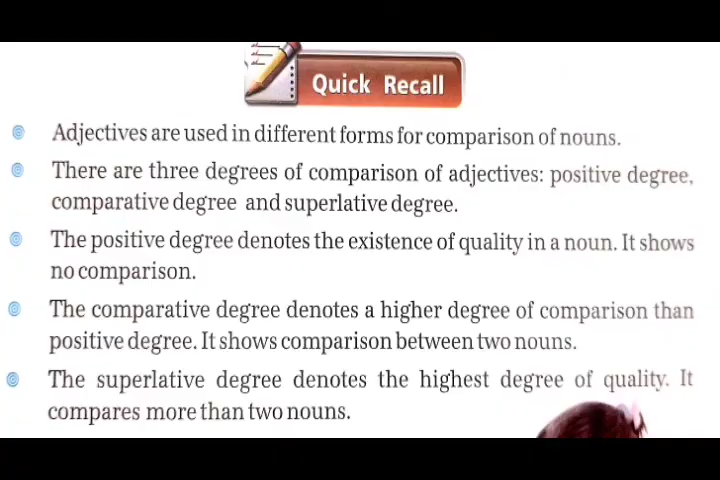 Quick Recall
Adjectives are used in different forms for comparison of nouns.
There are three degrees of comparison of adjectives: positive degree,
comparative degree and superlative degree.
The positive degree denotes the existence of quality in a noun. It shows
no comparison.
The comparative degree denotes a higher degree of comparison than
positive degree. It shows comparison between two nouns.
The superlative degree denotes the highest degree of quality. It
compares more than two nouns.